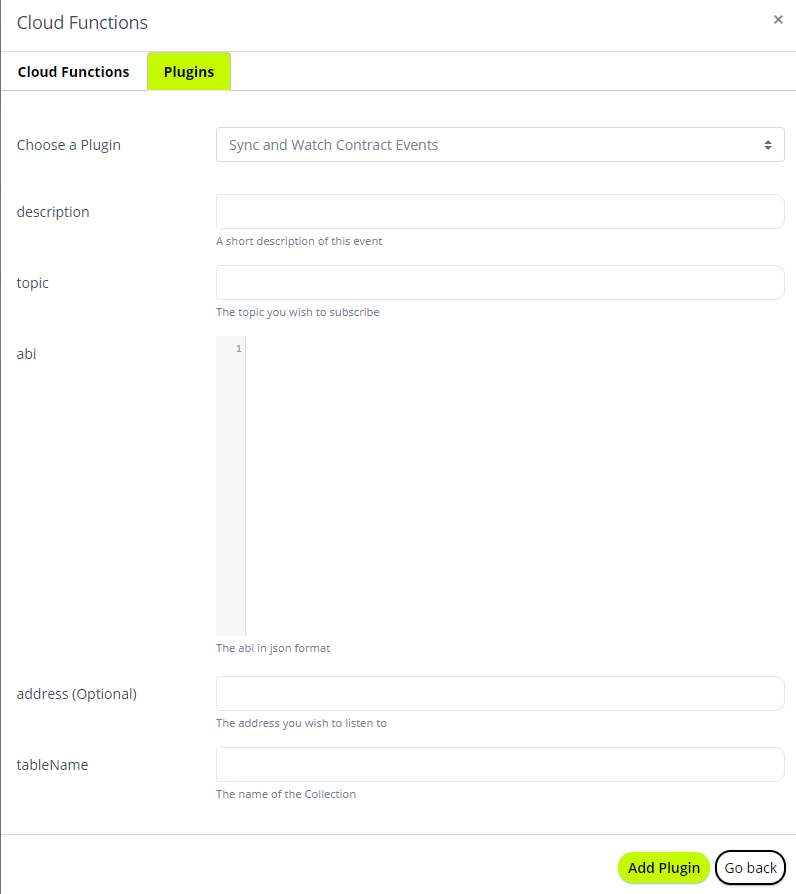 Cloud Functions ×
Cloud Functions Plugins
Choose a Plugin Sync and Watch Contract Events
description
A short description of this event
topic
The topic you wish to subscribe
abi 1
The abi in json format
address (Optional)
The address you wish to listen to
tableName
The name of the Collection
Add Plugin Go back